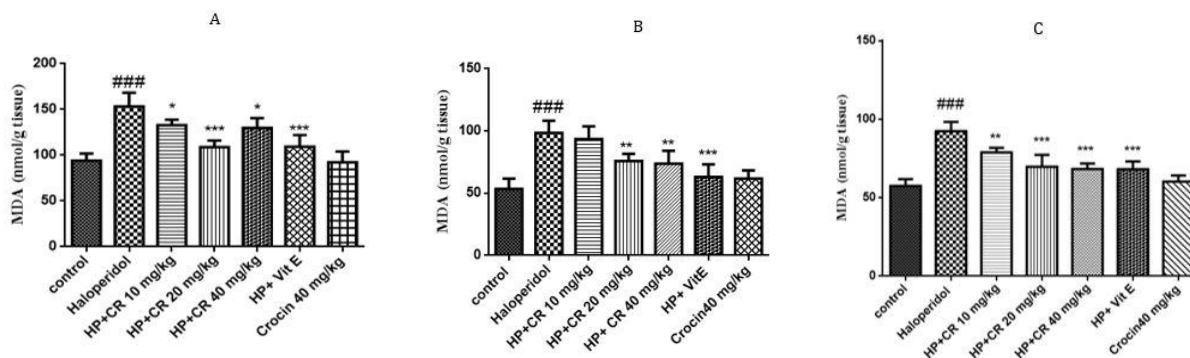 A
MDA (nmol/g tissue)
200
150
100
50
0
###
*
***
*
***
control
Haloperidol
HP+CR 10 mg/kg
HP+CR 20 mg/kg
HP+CR 40 mg/kg
HP+Vit E
Crocin 40 mg/kg
B
MDA (nmol/g tissue)
150
100
50
0
###
**
**
***
control
Haloperidol
HP+CR 10 mg/kg
HP+CR 20 mg/kg
HP+ CR 40 mg/kg
HP+ VitE
Crocin40 mg/kg
C
MDA (nmol/g tissue)
150
100
50
0
###
**
***
***
***
control
Haloperidol
HP+CR 10 mg/kg
HP+CR 20 mg/kg
HP+CR 40 mg/kg
HP+ Vit E
Crocin40 mg/kg